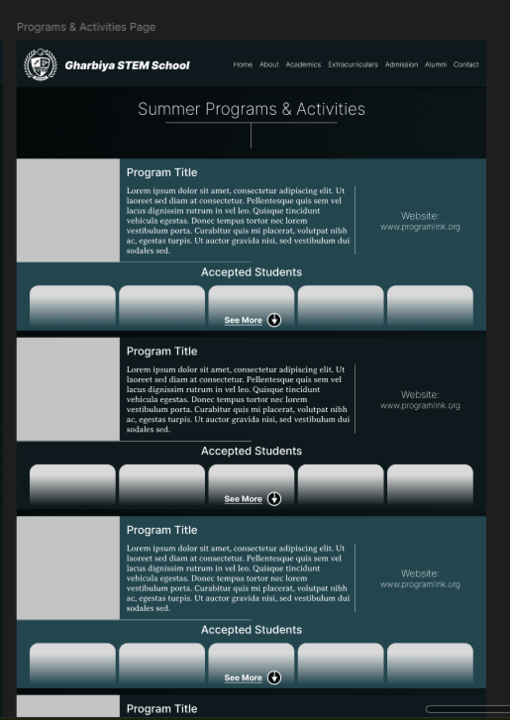 Programs & Activities Page
Gharbiya STEM School
Home About Academics Extracurriculars Admission Alumni Contact
Summer Programs & Activities
Program Title
Lorem ipsum dolor sit amet, consectetur adipiscing elit. Ut
laoreet sed diam at consectetur. Pellentesque quis sem vel
lacus dignissim rutrum in vel leo. Quisque tincidunt
vehicula egestas. Donec tempus tortor nec lorem
vestibulum porta. Curabitur quis mi placerat, volutpat nibh
ac, egestas turpis. Ut auctor gravida nisi, sed vestibulum dui
sodales sed.
Website:
www.programlink.org
Accepted Students
See More
Program Title
Lorem ipsum dolor sit amet, consectetur adipiscing elit. Ut
laoreet sed diam at consectetur. Pellentesque quis sem vel
lacus dignissim rutrum in vel leo. Quisque tincidunt
vehicula egestas. Donec tempus tortor nec lorem
vestibulum porta. Curabitur quis mi placerat, volutpat nibh
ac, egestas turpis. Ut auctor gravida nisi, sed vestibulum dui
sodales sed.
Website:
www.programlink.org
Accepted Students
See More
Program Title
Lorem ipsum dolor sit amet, consectetur adipiscing elit. Ut
laoreet sed diam at consectetur. Pellentesque quis sem vel
lacus dignissim rutrum in vel leo. Quisque tincidunt
vehicula egestas. Donec tempus tortor nec lorem
vestibulum porta. Curabitur quis mi placerat, volutpat nibh
ac, egestas turpis. Ut auctor gravida nisi, sed vestibulum dui
sodales sed.
Website:
www.programlink.org
Accepted Students
See More
Program Title